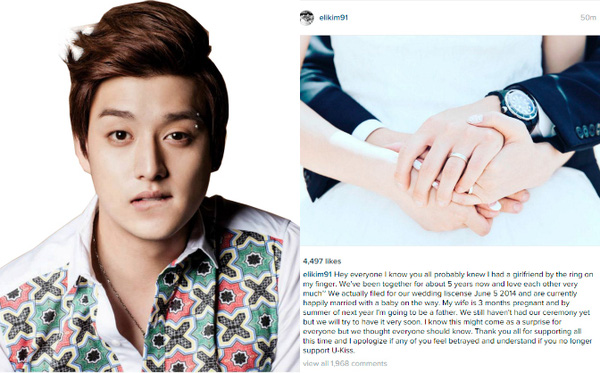 elikim91
50m
4,497 likes
elikim91 Hey everyone I know you all probably knew I had a girlfriend by the ring on
my finger. We've been together for about 5 years now and love each other very
much~ We actually filed for our wedding liscense June 5 2014 and are currently
happily married with a baby on the way. My wife is 3 months pregnant and by
summer of next year I'm going to be a father. We still haven't had our ceremony yet
but we will try to have it very soon. I know this might come as a surprise for
everyone but we thought everyone should know. Thank you all for supporting all
this time and I apologize if any of you feel betrayed and understand if you no longer
support U-Kiss.
view all 1,968 comments